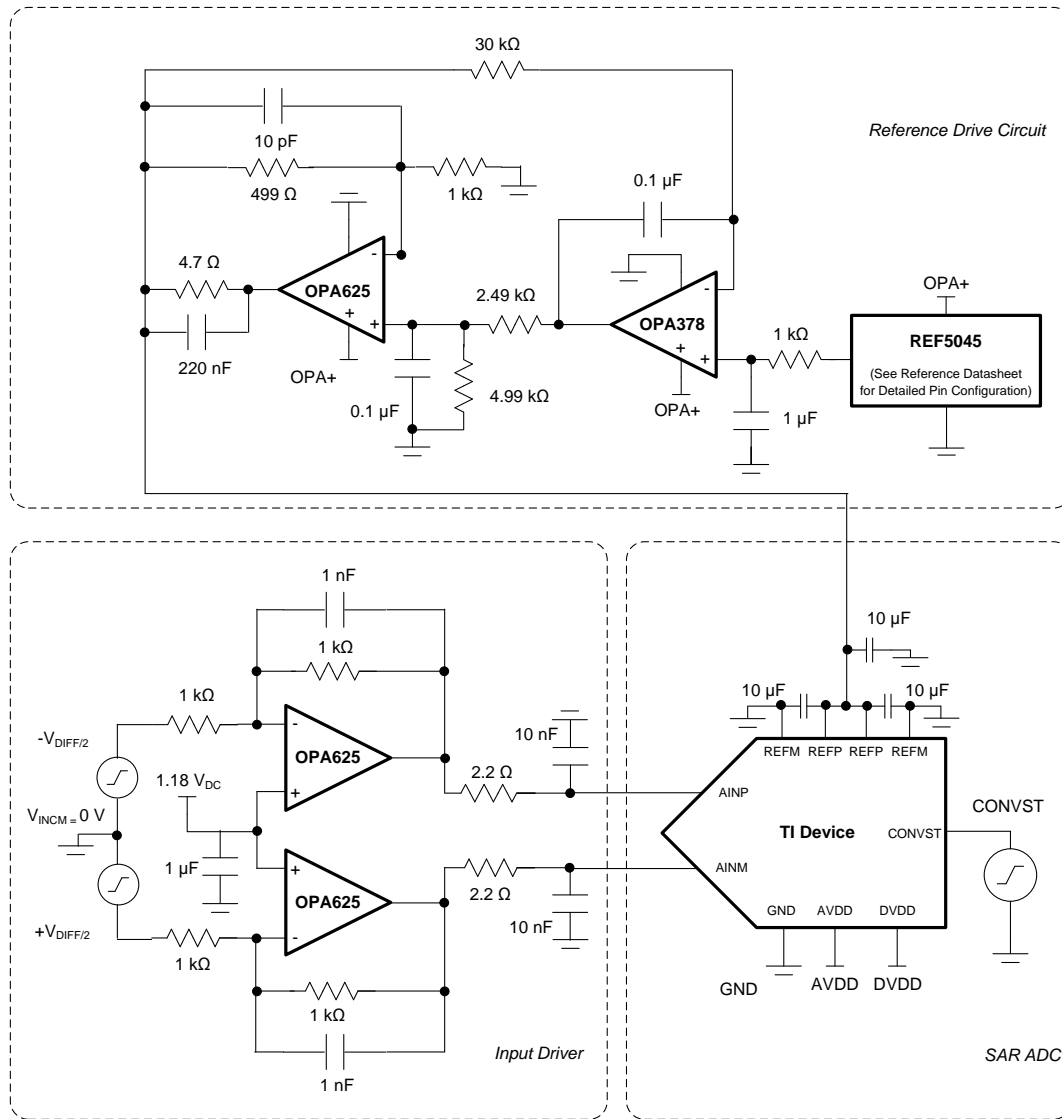 30 kΩ
Reference Drive Circuit
10 pF
499 Ω
1 kΩ
0.1 µF
4.7 Ω
-
OPA625
+
+
220 nF
OPA+
2.49 kΩ
-
OPA378
+
+
OPA+
0.1 µF
4.99 kΩ
1 kΩ
1 µF
OPA+
REF5045
(See Reference Datasheet
for Detailed Pin Configuration)
1 nF
1 kΩ
1 kΩ
-VDIFF/2
-
OPA625
+
1.18 VDC
VINCM = 0 V
1 µF
+
OPA625
-
+VDIFF/2
1 kΩ
1 kΩ
1 nF
10 nF
2.2 Ω
2.2 Ω
10 nF
Input Driver
10 µF
10 µF
10 µF
REFM
REFP
REFP
REFM
AINP
TI Device
CONVST
CONVST
AINM
GND
AVDD
DVDD
GND
AVDD
DVDD
SAR ADC